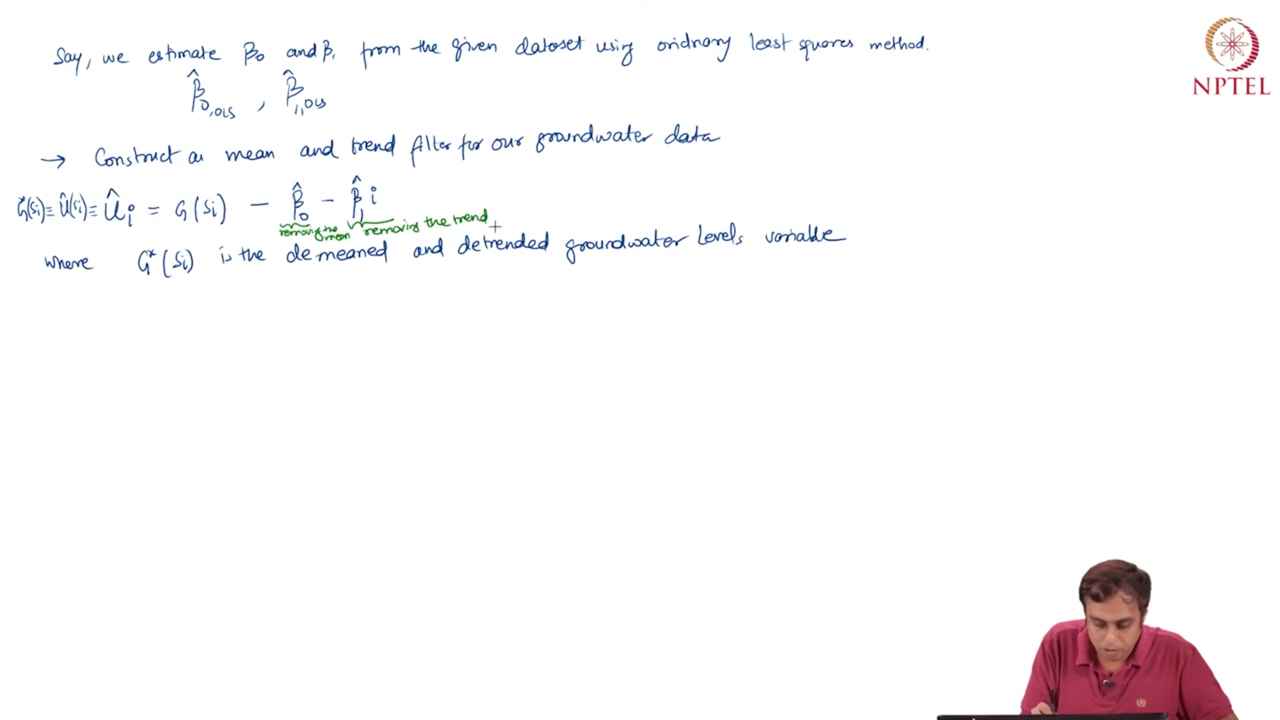 Say, we estimate β₀ and β₁ from the given dataset using oridnary least squares method.
β̂₀,OLS , β̂₁,OLS
→ Construct a mean and trend filter for our groundwater data
G*(Si) ≡ Û(Si) ≡ Ûi = G(Si) − β̂₀ − β̂₁ i
removing the mean removing the trend
where G*(Si) is the demeaned and detrended groundwater levels variable
NPTEL